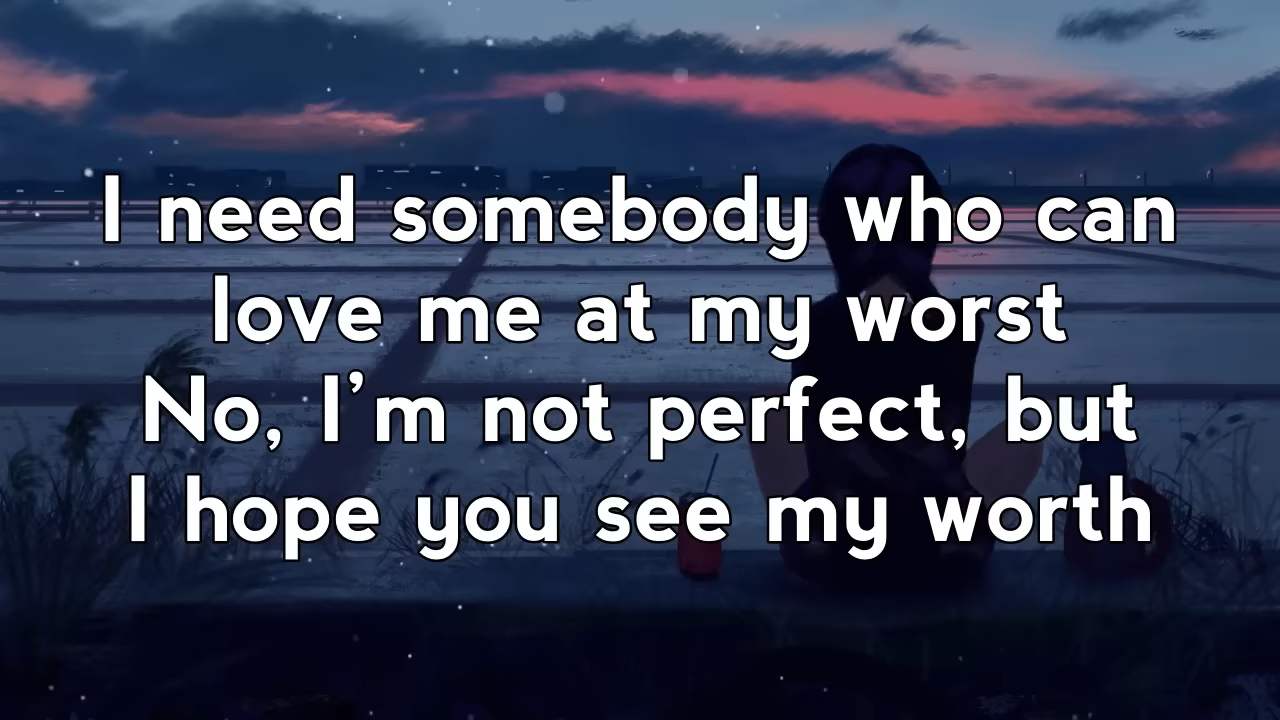 I need somebody who can
love me at my worst
No, I’m not perfect, but
I hope you see my worth